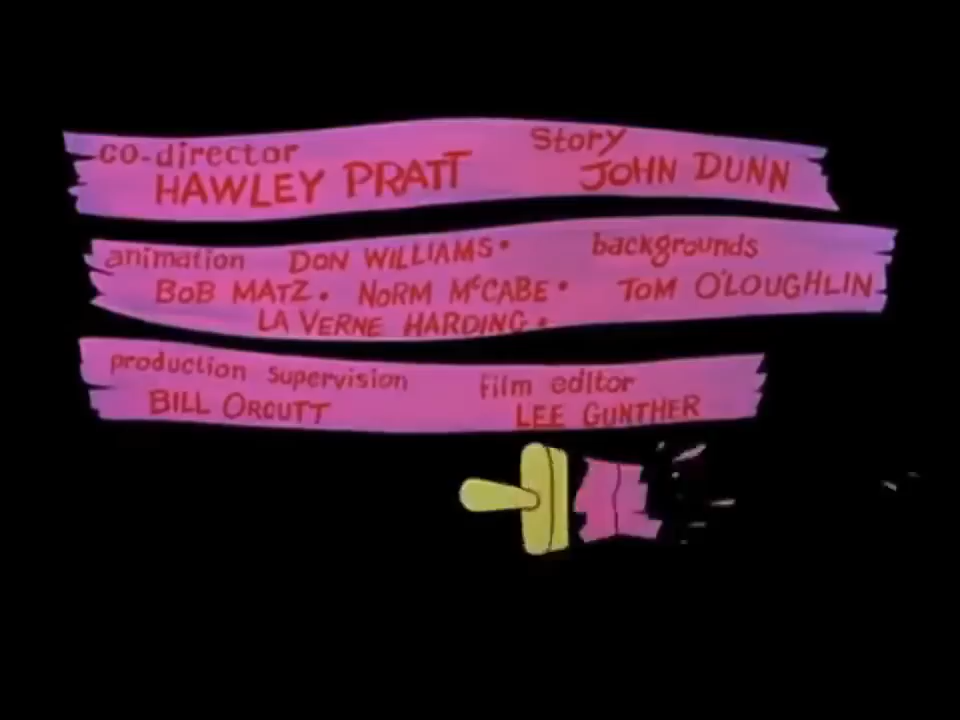 co-director Story
HAWLEY PRATT JOHN DUNN
animation DON WILLIAMS • backgrounds
BOB MATZ • NORM McCABE • TOM O'LOUGHLIN
LA VERNE HARDING •
production supervision film editor
BILL ORCUTT LEE GUNTHER